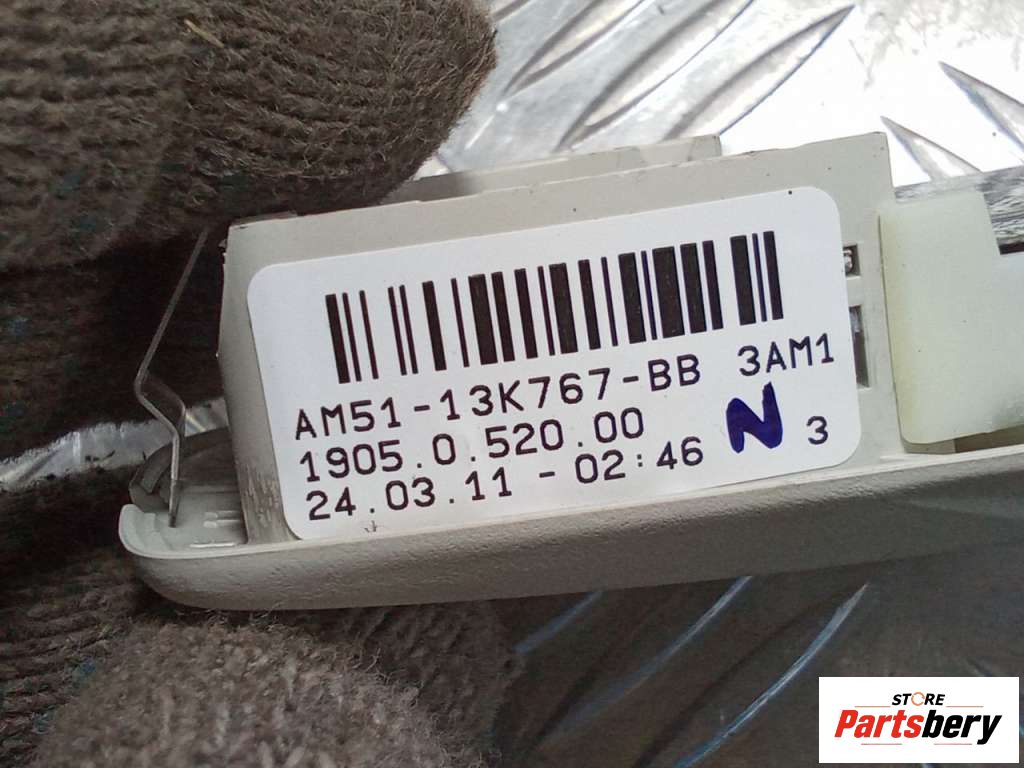 AM51-13K767-BB 3AM1
1905.0.520.00
24.03.11 - 02:46 N 3
STORE
Partsbery